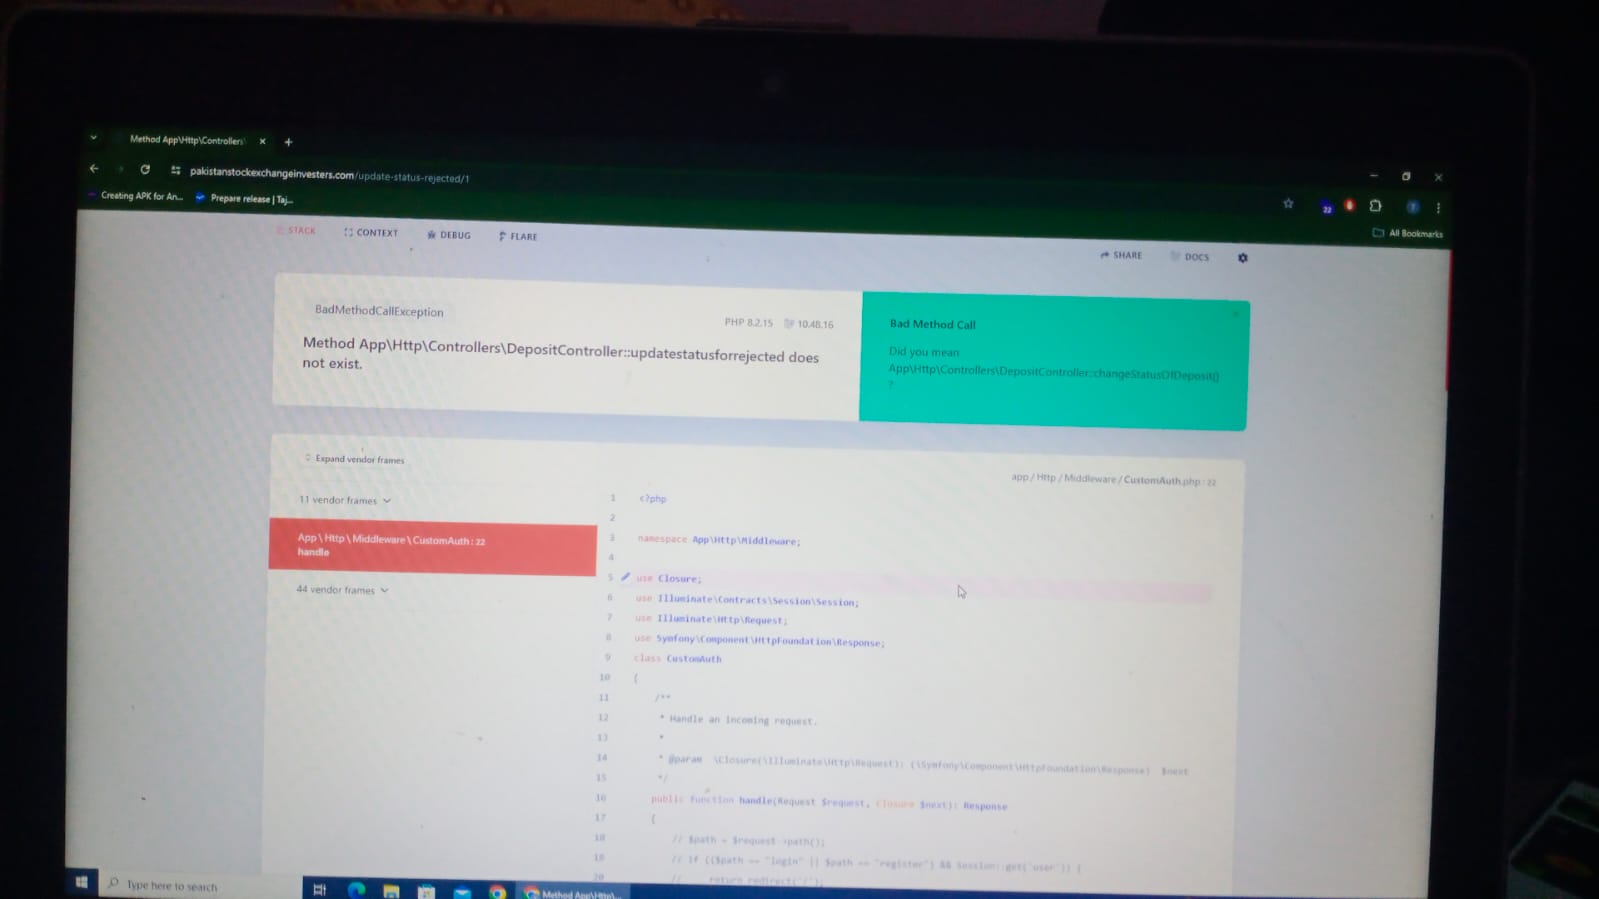 Method App\Http\Controllers\
pakistanstockexchangeinvesters.com/update-status-rejected/1
Creating APK for An...
Prepare release | Taj...
22
All Bookmarks
STACK
CONTEXT
DEBUG
FLARE
SHARE
DOCS
BadMethodCallException
PHP 8.2.15
10.48.16
Method App\Http\Controllers\DepositController::updatestatusforrejected does
not exist.
Bad Method Call
Did you mean
App\Http\Controllers\DepositController::changeStatusOfDeposit()
?
Expand vendor frames
11 vendor frames
App \ Http \ Middleware \ CustomAuth : 22
handle
44 vendor frames
app / Http / Middleware / CustomAuth.php : 22
1 <?php
2
3 namespace App\Http\Middleware;
4
5 use Closure;
6 use Illuminate\Contracts\Session\Session;
7 use Illuminate\Http\Request;
8 use Symfony\Component\HttpFoundation\Response;
9 class CustomAuth
10 {
11 /**
12 * Handle an incoming request.
13 *
14 * @param \Closure(\Illuminate\Http\Request): (\Symfony\Component\HttpFoundation\Response) $next
15 */
16 public function handle(Request $request, Closure $next): Response
17 {
18 // $path = $request->path();
19 // if (($path == "login" || $path == "register") && Session::get('user')) {
20 // return redirect('/');
Type here to search
Method App\Http\...